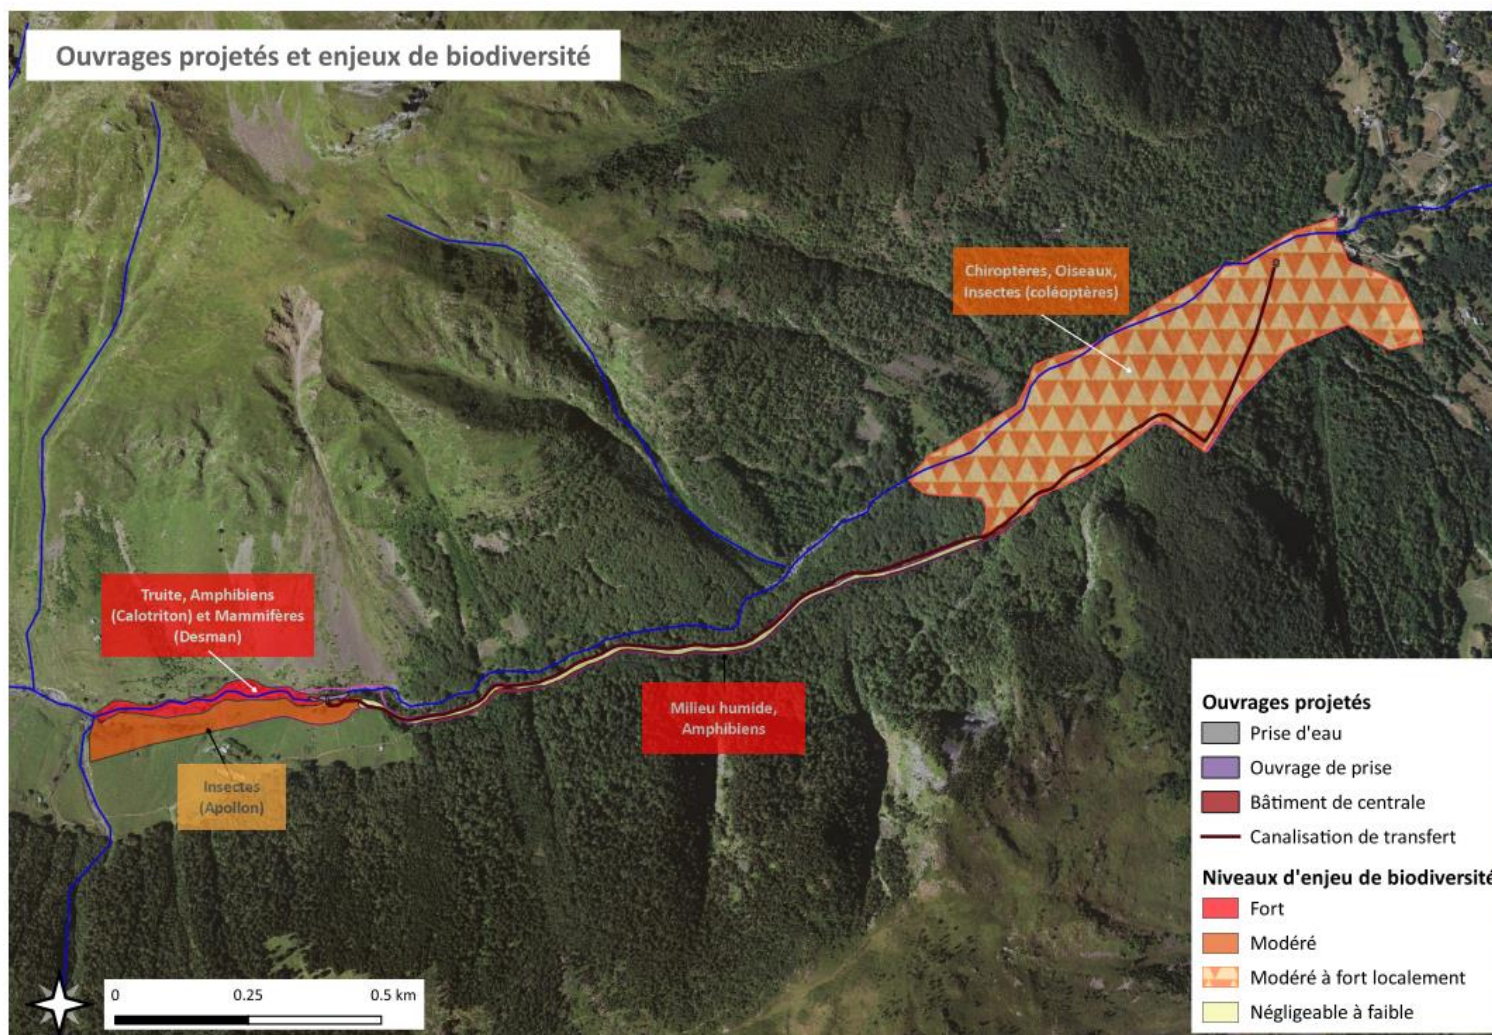 Ouvrages projetés et enjeux de biodiversité
Chiroptères, Oiseaux,
Insectes (coléoptères)
Truite, Amphibiens
(Calotriton) et Mammifères
(Desman)
Milieu humide,
Amphibiens
Insectes
(Apollon)
Ouvrages projetés
Prise d'eau
Ouvrage de prise
Bâtiment de centrale
Canalisation de transfert
Niveaux d'enjeu de biodiversité
Fort
Modéré
Modéré à fort localement
Négligeable à faible
0 0.25 0.5 km